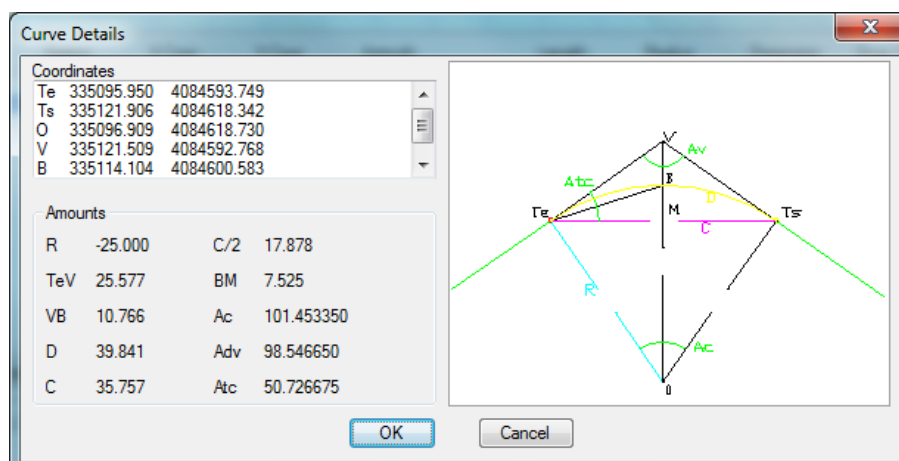 Curve Details
Coordinates
Te 335095.950 4084593.749
Ts 335121.906 4084618.342
O 335096.909 4084618.730
V 335121.509 4084592.768
B 335114.104 4084600.583
Amounts
R -25.000 C/2 17.878
TeV 25.577 BM 7.525
VB 10.766 Ac 101.453350
D 39.841 Adv 98.546650
C 35.757 Atc 50.726675
V
Av
Atc
B
D
Te
M
Ts
C
R
Ac
O
OK Cancel